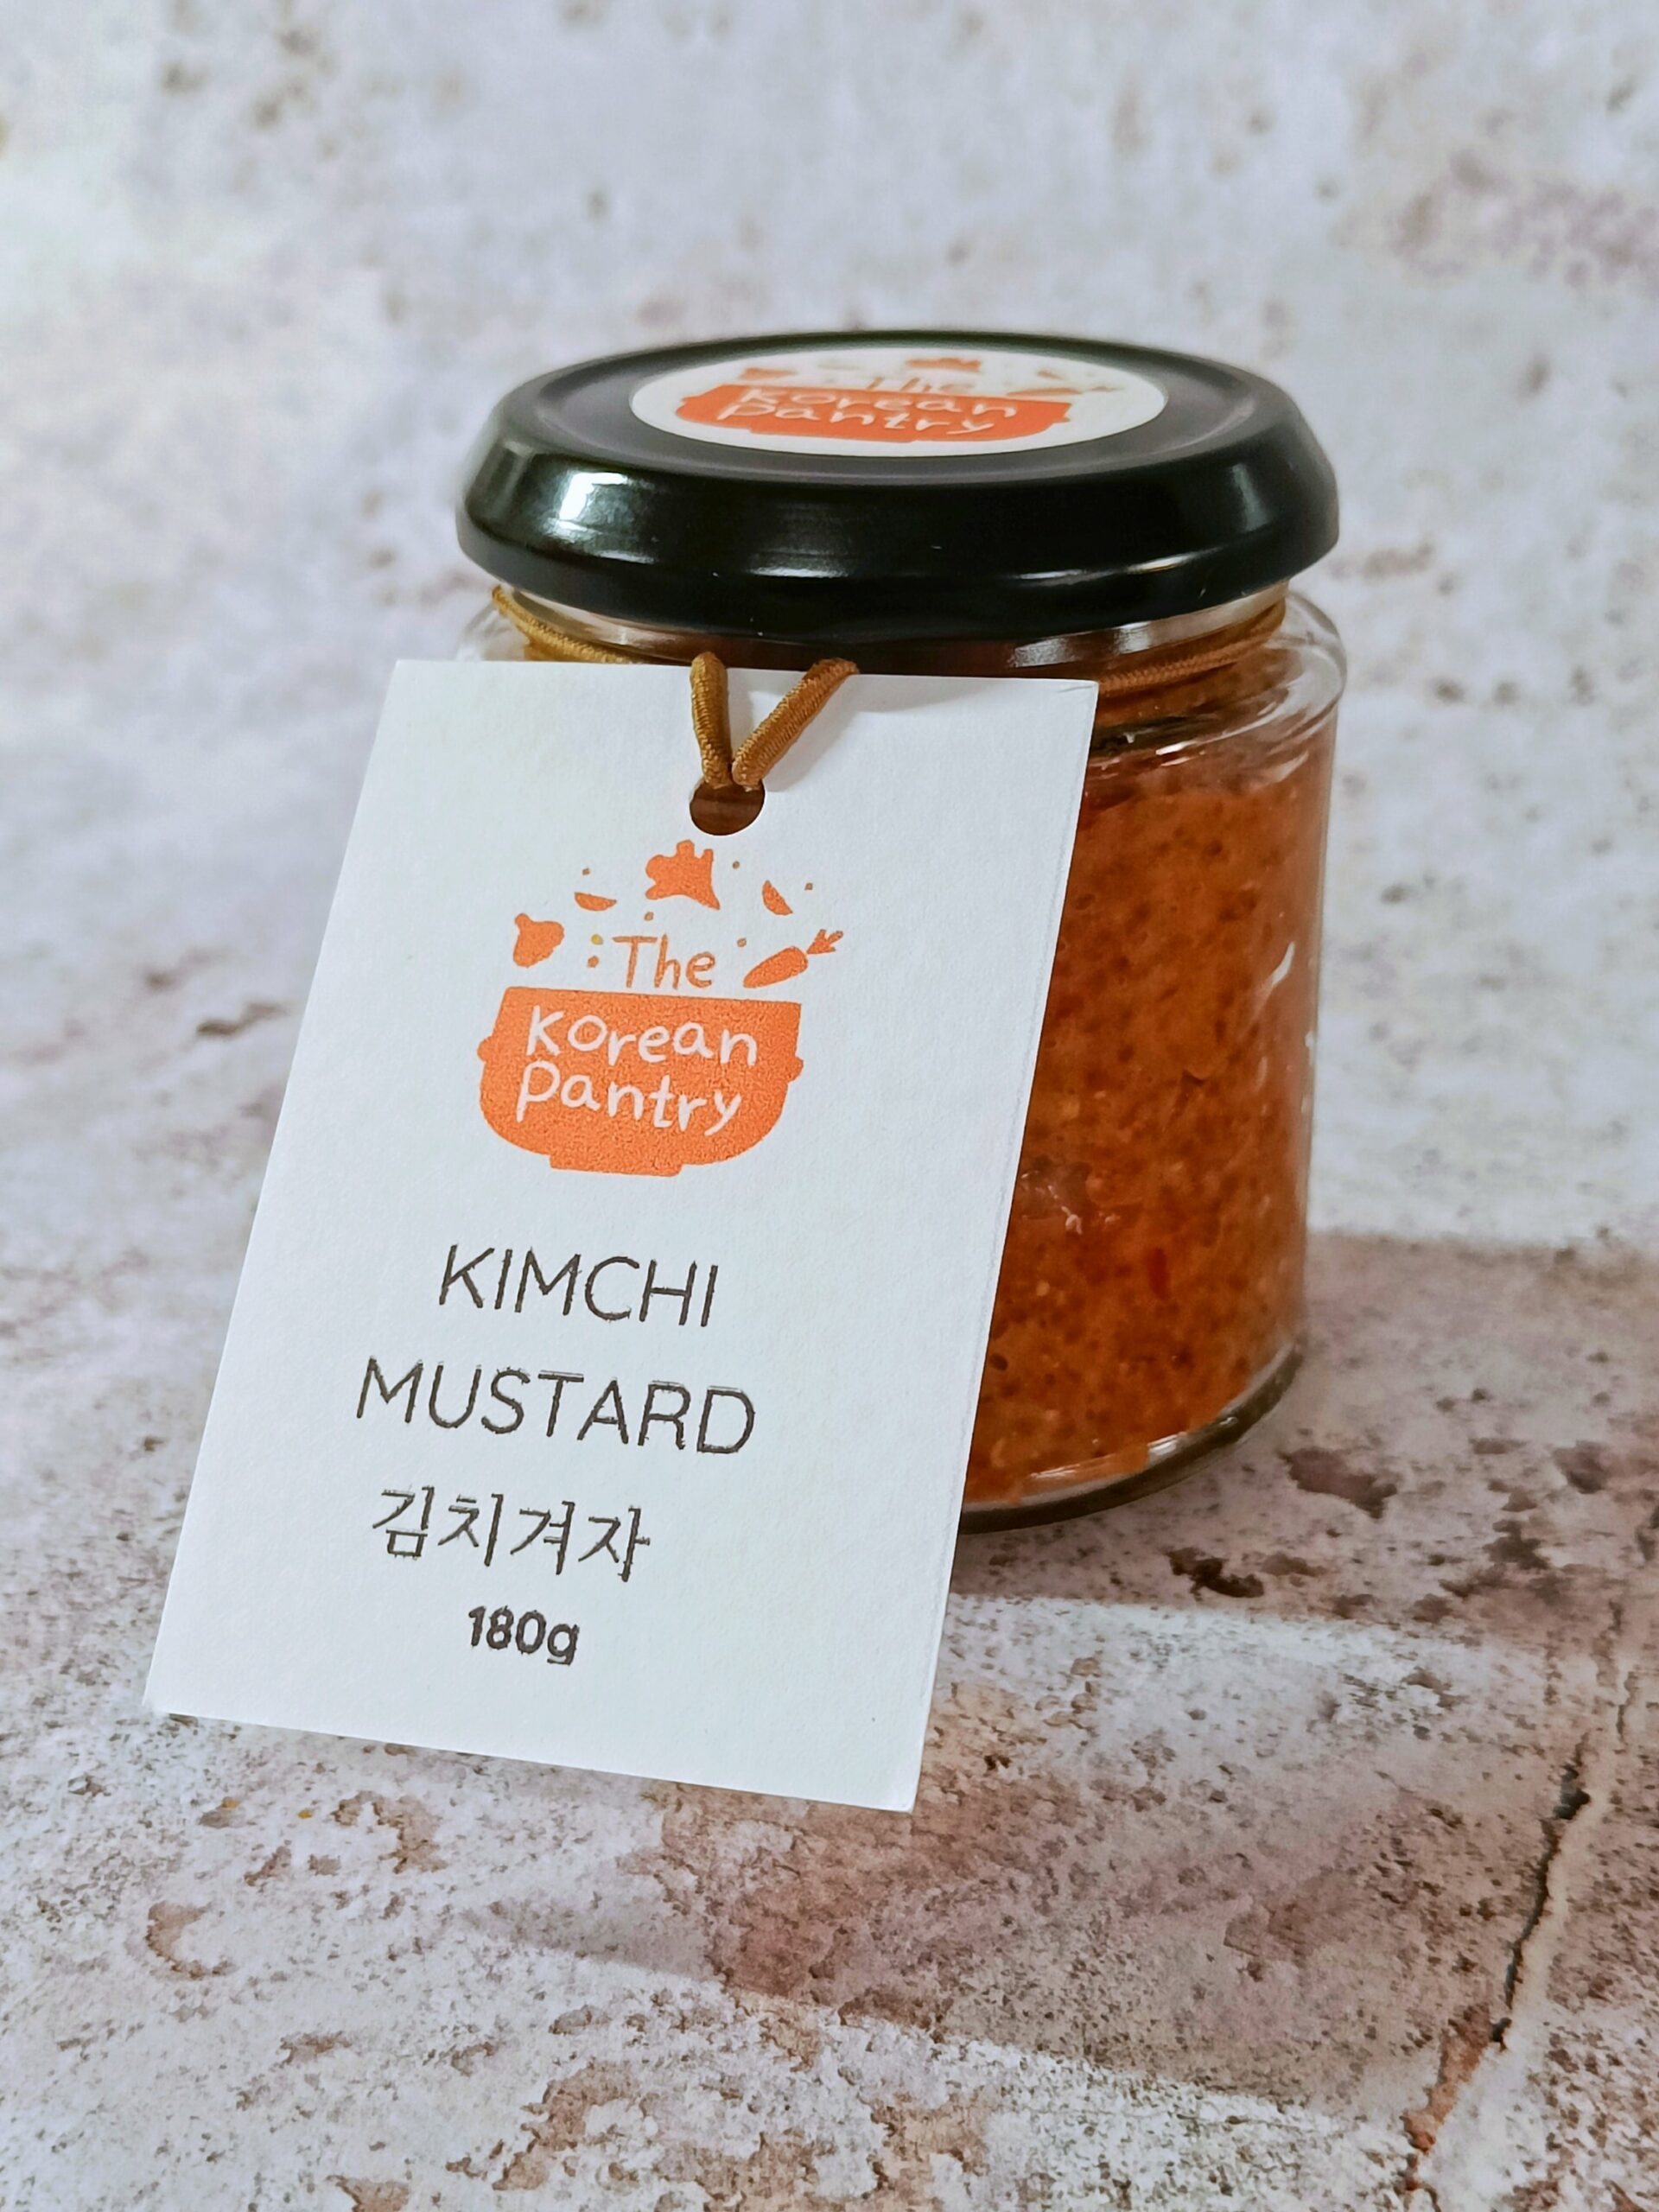 The
Korean
Pantry
The
Korean
Pantry
KIMCHI
MUSTARD
김치겨자
180g